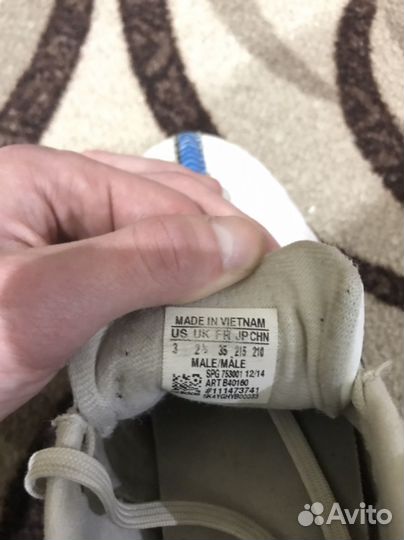 MADE IN VIETNAM
US UK FR JP CHN
3 2½ 35 215 210
MALE/MÂLE
SPG 753001 12/14
ART B40160
#111473741
Avito